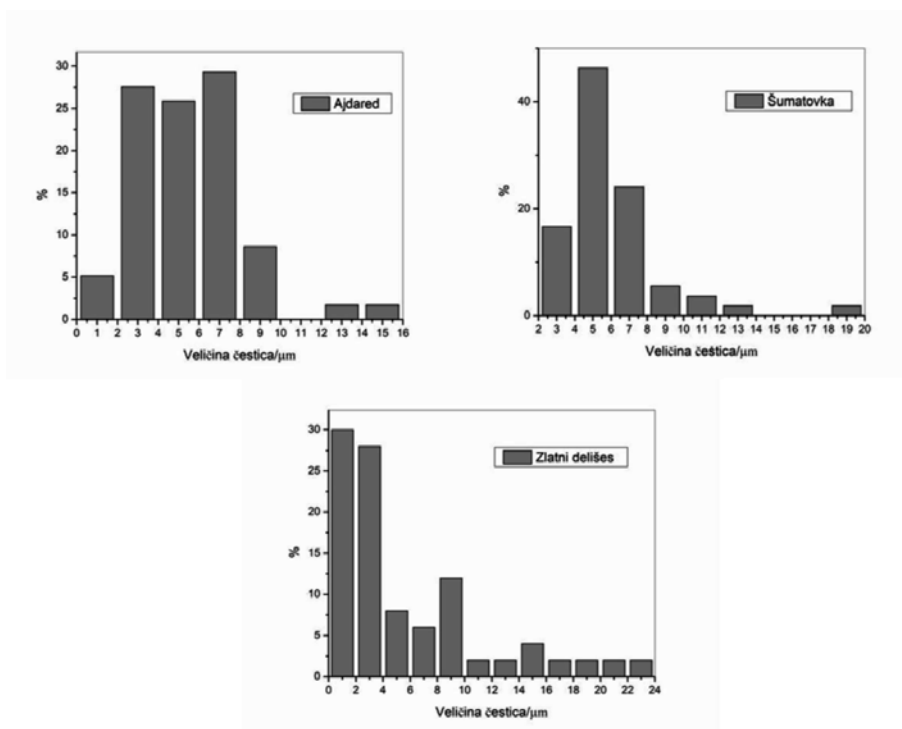 30
25
20
15
10
5
0
%
Ajdared
0 1 2 3 4 5 6 7 8 9 10 11 12 13 14 15 16
Veličina čestica/μm
40
20
0
%
Šumatovka
2 3 4 5 6 7 8 9 10 11 12 13 14 15 16 17 18 19 20
Veličina češtica/μm
30
25
20
15
10
5
0
%
Zlatni delišes
0 2 4 6 8 10 12 14 16 18 20 22 24
Veličina čestica/μm